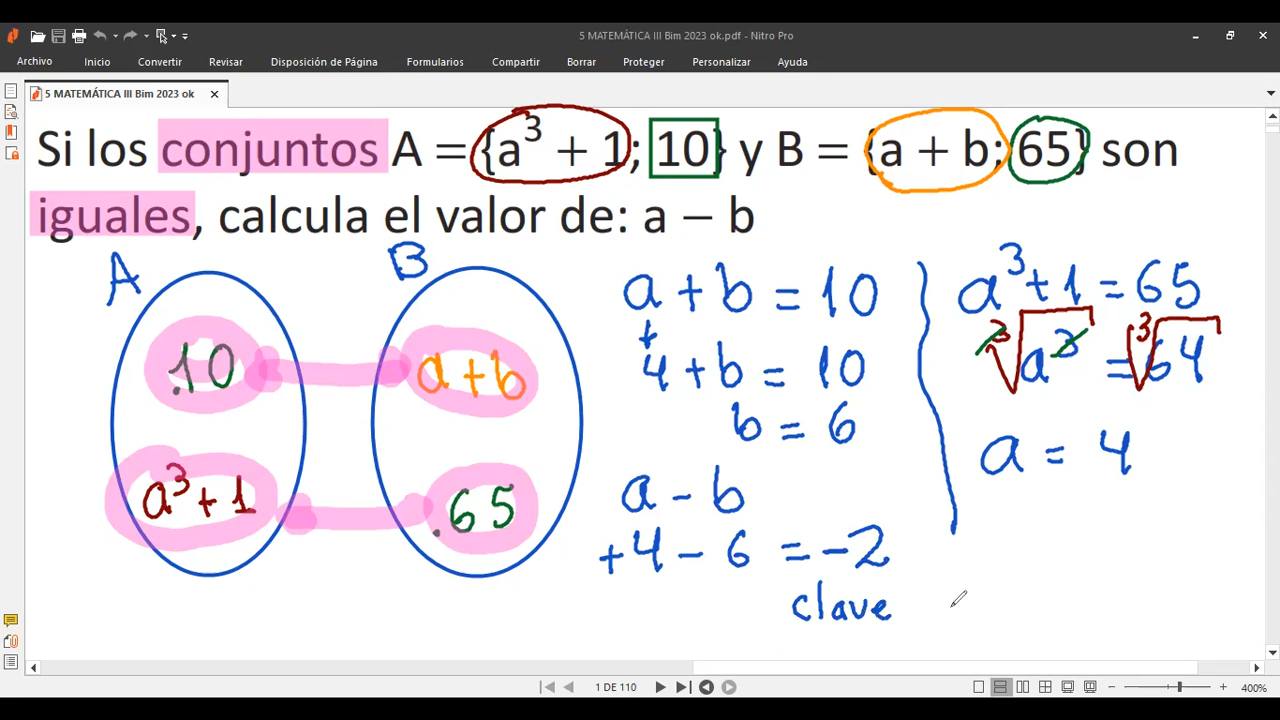 5 MATEMÁTICA III Bim 2023 ok.pdf - Nitro Pro
Archivo Inicio Convertir Revisar Disposición de Página Formularios Compartir Borrar Proteger Personalizar Ayuda
5 MATEMÁTICA III Bim 2023 ok
Si los conjuntos A = {a³ + 1; 10} y B = {a + b; 65} son
iguales, calcula el valor de: a – b
A
B
.10
a+b
a³+1
.65
a + b = 10
4 + b = 10
b = 6
a - b
+4 - 6 = -2
clave
a³+1 = 65
∛a³ = ∛64
a = 4
1 DE 110
400%